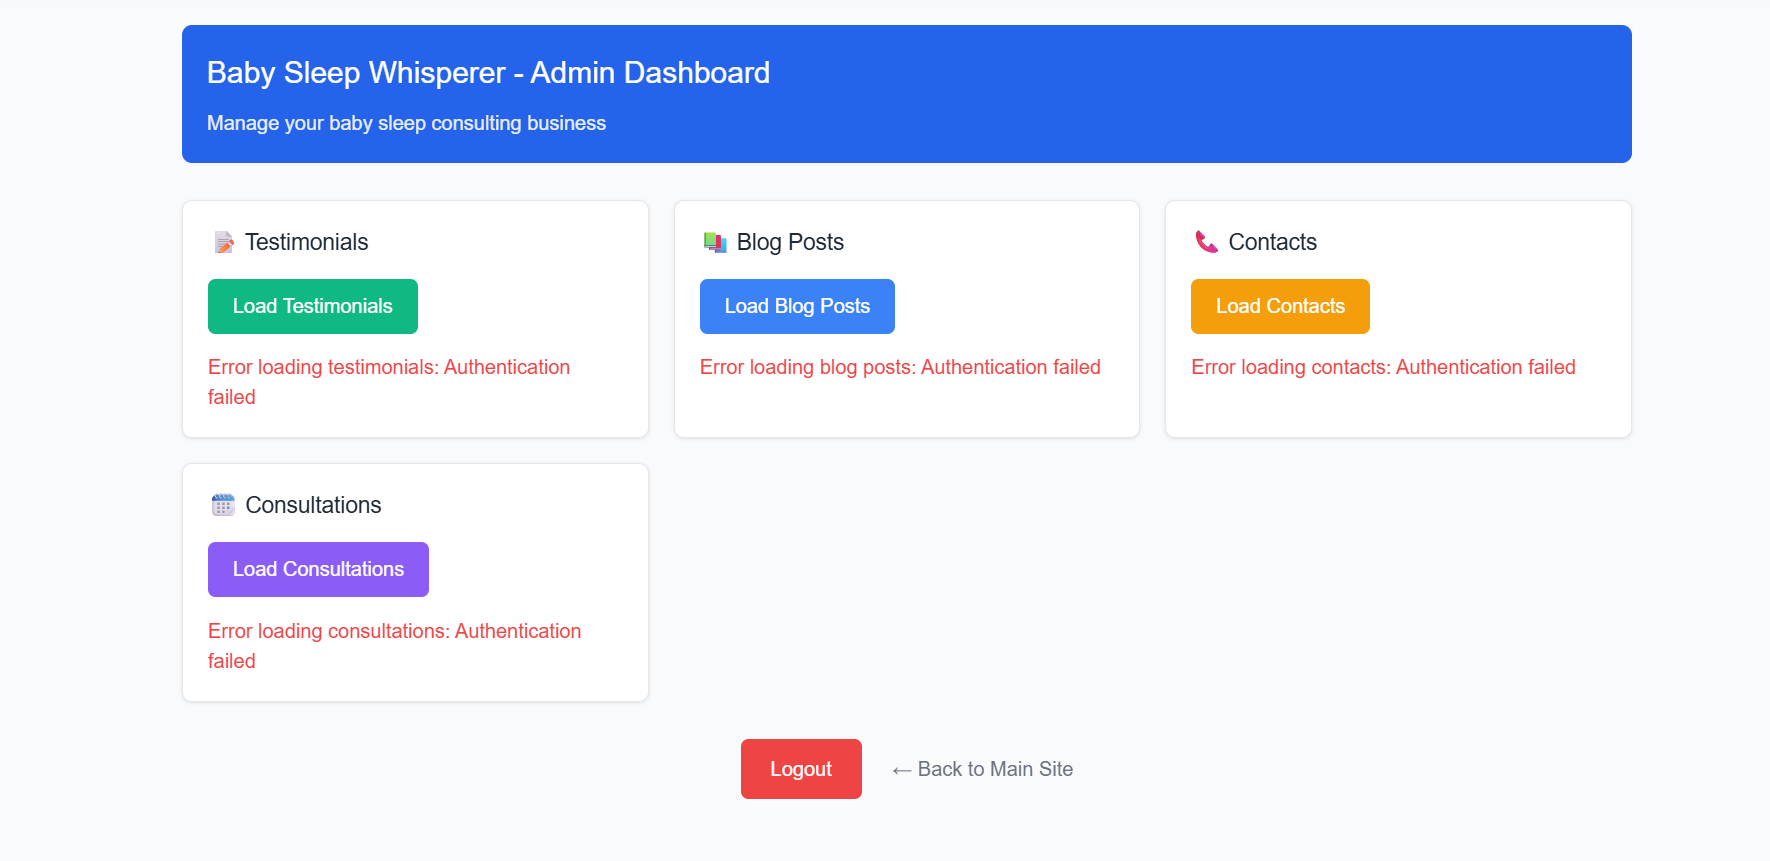 Baby Sleep Whisperer - Admin Dashboard
Manage your baby sleep consulting business
Testimonials
Load Testimonials
Error loading testimonials: Authentication
failed
Blog Posts
Load Blog Posts
Error loading blog posts: Authentication failed
Contacts
Load Contacts
Error loading contacts: Authentication failed
Consultations
Load Consultations
Error loading consultations: Authentication
failed
Logout
← Back to Main Site